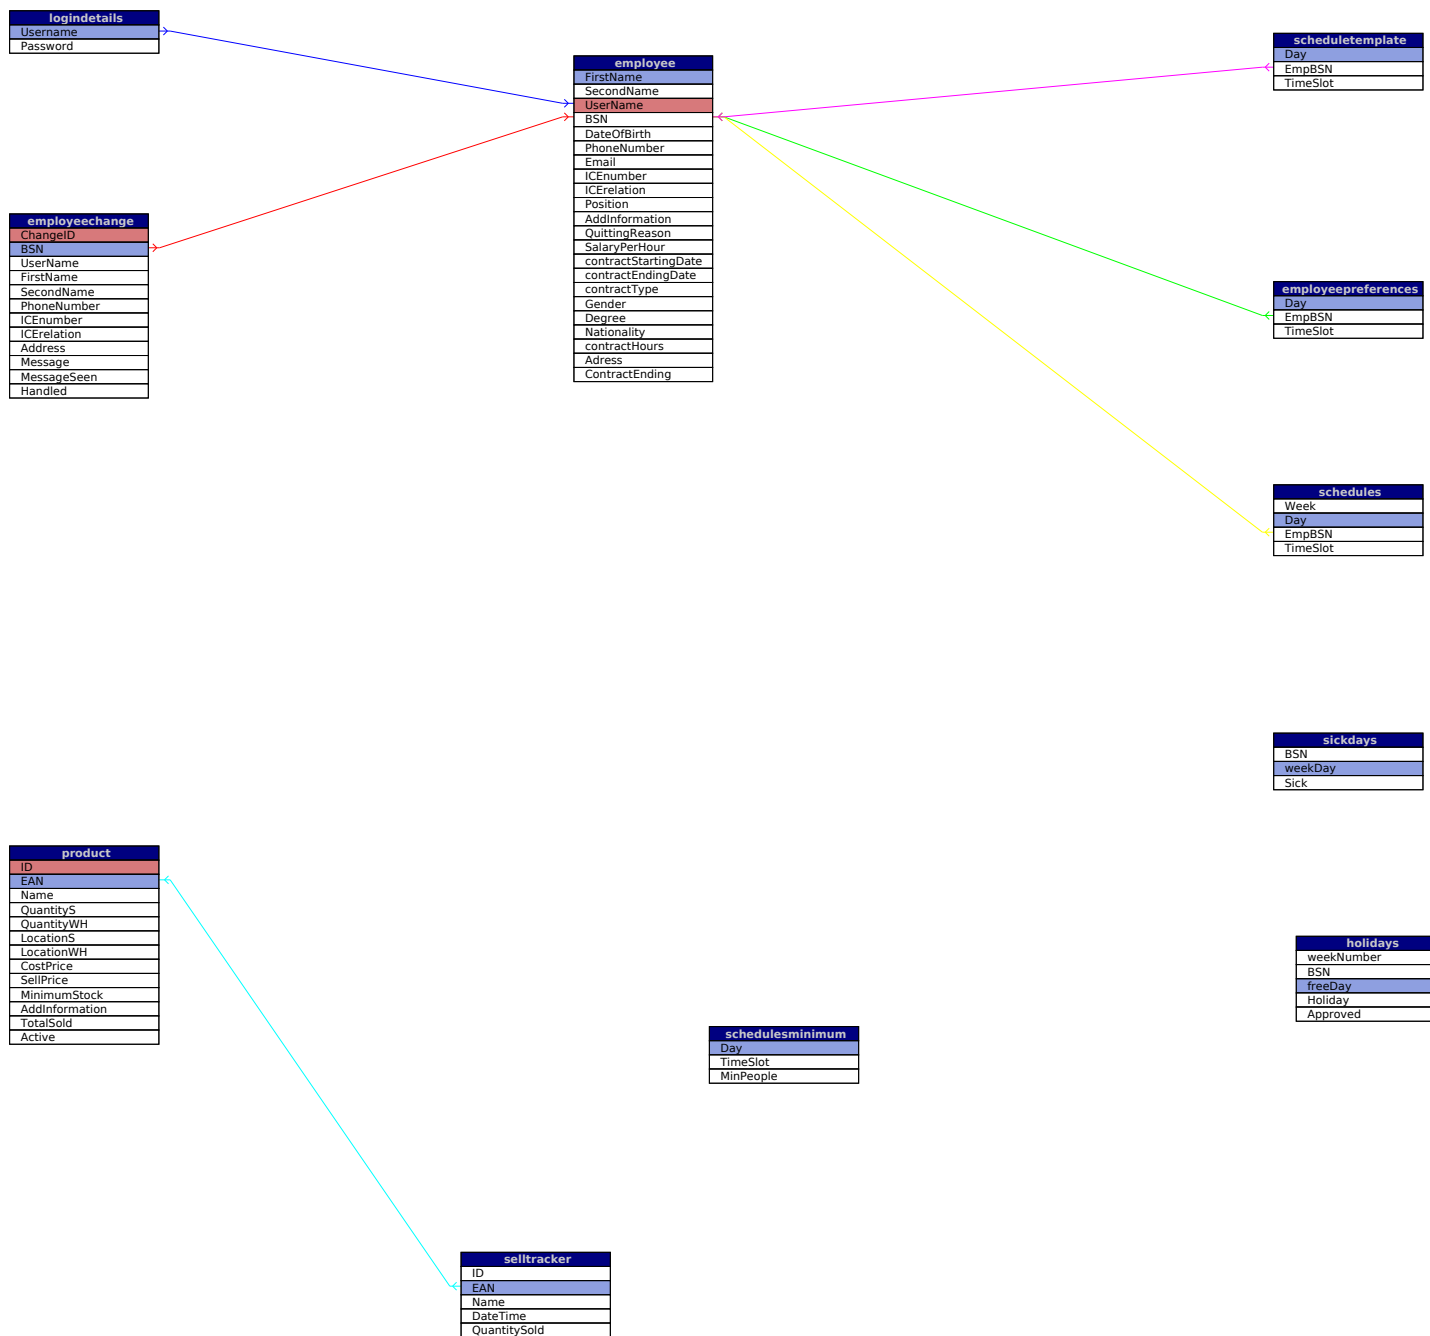 logindetails
Username
Password
employee
FirstName
SecondName
UserName
BSN
DateOfBirth
PhoneNumber
Email
ICEnumber
ICErelation
Position
AddInformation
QuittingReason
SalaryPerHour
contractStartingDate
contractEndingDate
contractType
Gender
Degree
Nationality
contractHours
Adress
ContractEnding
scheduletemplate
Day
EmpBSN
TimeSlot
employeechange
ChangeID
BSN
UserName
FirstName
SecondName
PhoneNumber
ICEnumber
ICErelation
Address
Message
MessageSeen
Handled
employeepreferences
Day
EmpBSN
TimeSlot
schedules
Week
Day
EmpBSN
TimeSlot
sickdays
BSN
weekDay
Sick
product
ID
EAN
Name
QuantityS
QuantityWH
LocationS
LocationWH
CostPrice
SellPrice
MinimumStock
AddInformation
TotalSold
Active
holidays
weekNumber
BSN
freeDay
Holiday
Approved
schedulesminimum
Day
TimeSlot
MinPeople
selltracker
ID
EAN
Name
DateTime
QuantitySold